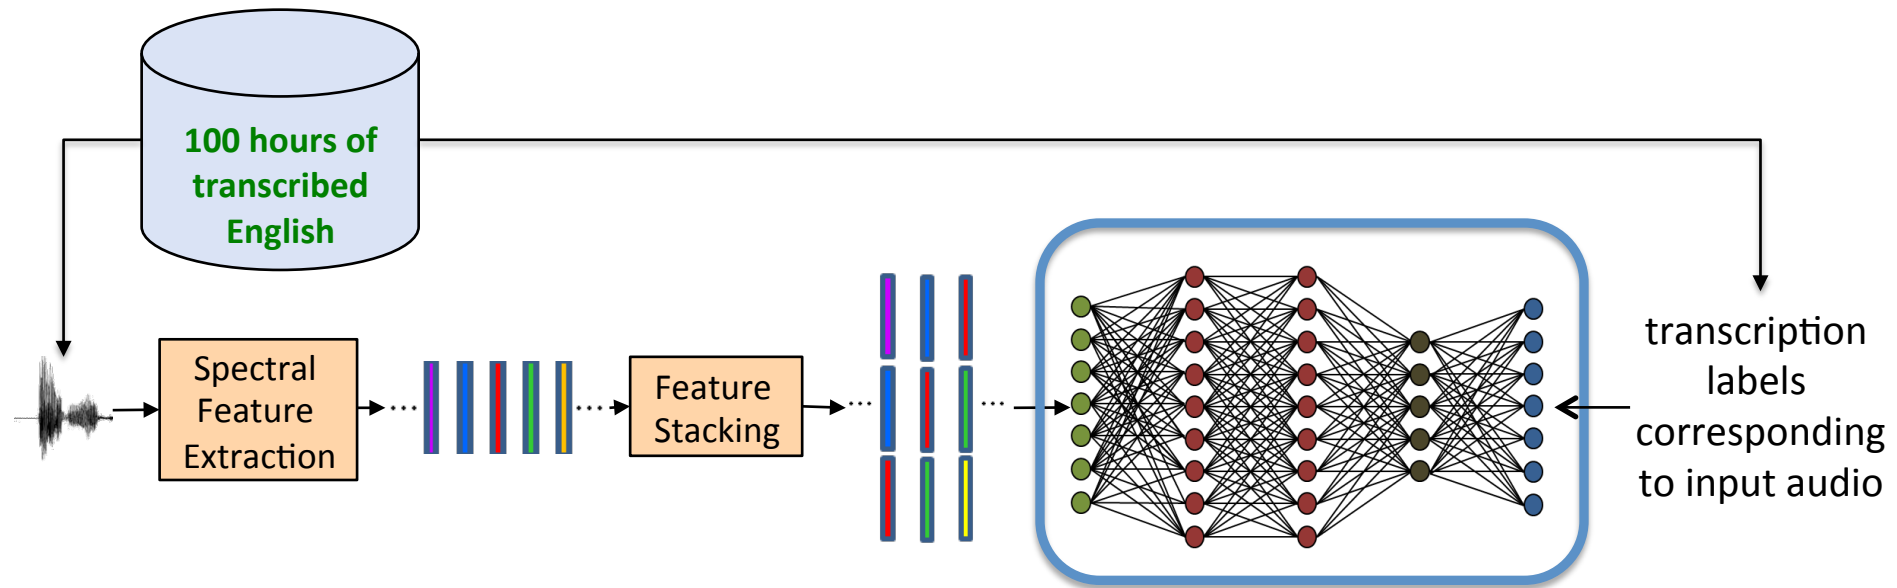 100 hours of
transcribed
English
Spectral
Feature
Extraction
...
...
Feature
Stacking
...
...
transcription
labels
corresponding
to input audio